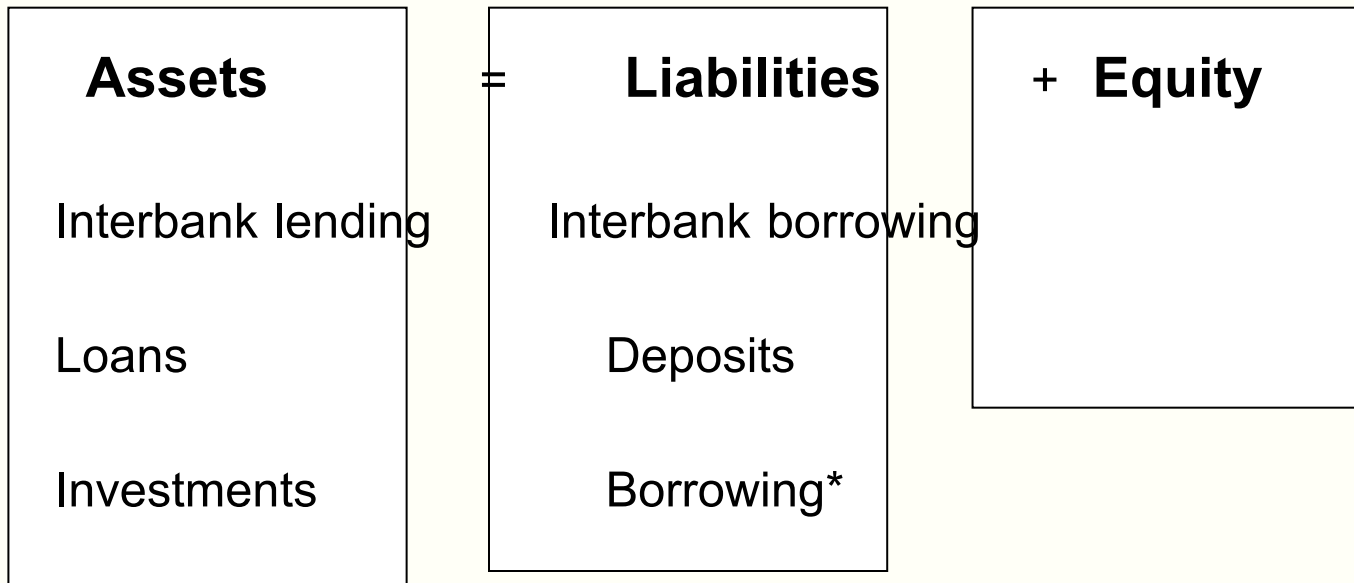 Assets = Liabilities + Equity
Interbank lending Interbank borrowing
Loans Deposits
Investments Borrowing*